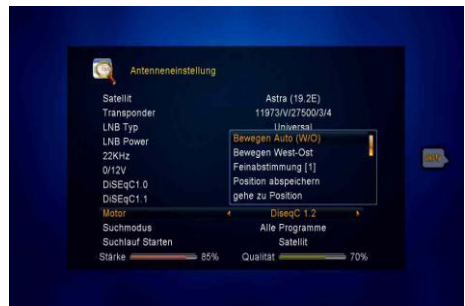 Antenneneinstellung
Satellit Astra (19.2E)
Transponder 11973/V/27500/3/4
LNB Typ Universal
LNB Power
22KHz
0/12V
DiSEqC1.0
DiSEqC1.1
Bewegen Auto (W/O)
Bewegen West-Ost
Feinabstimmung [1]
Position abspeichern
gehe zu Position
Motor DiseqC 1.2
Suchmodus Alle Programme
Suchlauf Starten Satellit
Stärke 85% Qualität 70%